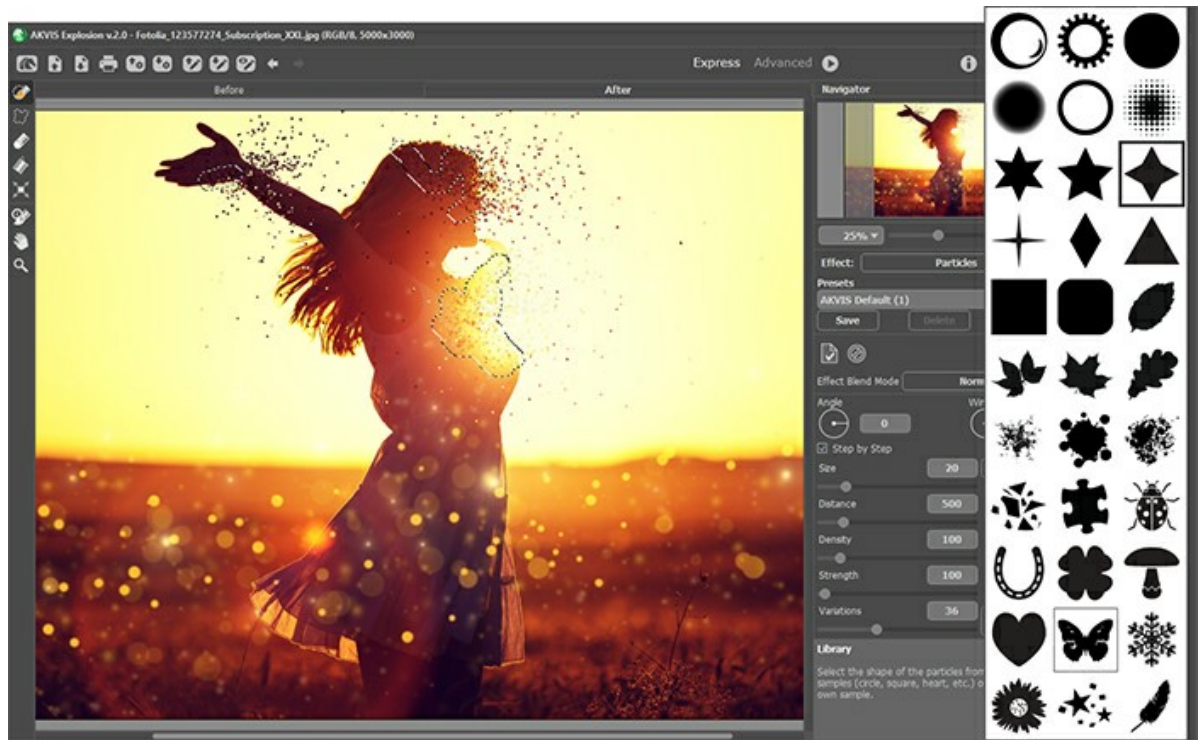 AKVIS Explosion v.2.0 - Fotolia_123577274_Subscription_XXL.jpg (RGB/8, 5000x3000)
Express Advanced
Before After
Navigator
25%
Effect: Particles
Presets
AKVIS Default (1)
Save Delete
Effect Blend Mode Norm
Angle Win
0
Step by Step
Size 20
Distance 500
Density 100
Strength 100
Variations 36
Library
Select the shape of the particles from
samples (circle, square, heart, etc.) o
own sample.